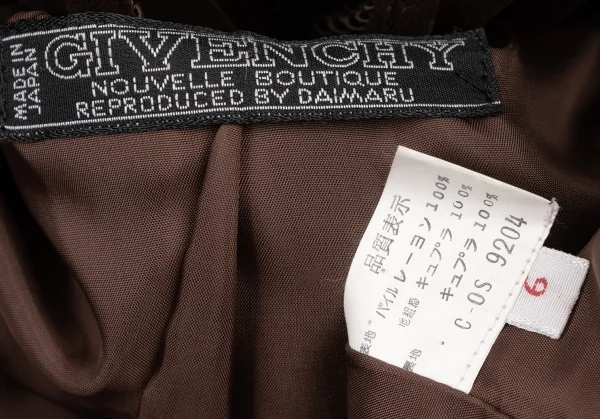 MADE IN
JAPAN
GIVENCHY
NOUVELLE BOUTIQUE
REPRODUCED BY DAIMARU
品質表示
表地 パイル レーヨン 100%
地組織 キュプラ 100%
裏地 キュプラ 100%
C-OS 9204
6